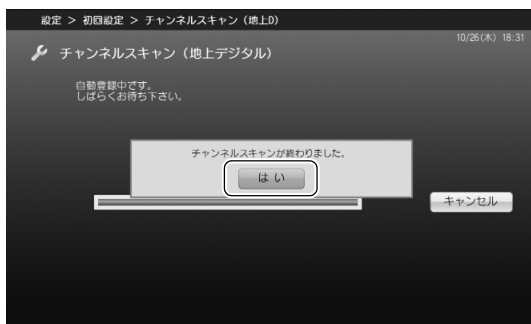 設定 > 初回設定 > チャンネルスキャン（地上D）
10/26(木) 18:31
チャンネルスキャン（地上デジタル）
自動登録中です。
しばらくお待ち下さい。
チャンネルスキャンが終わりました。
はい
キャンセル